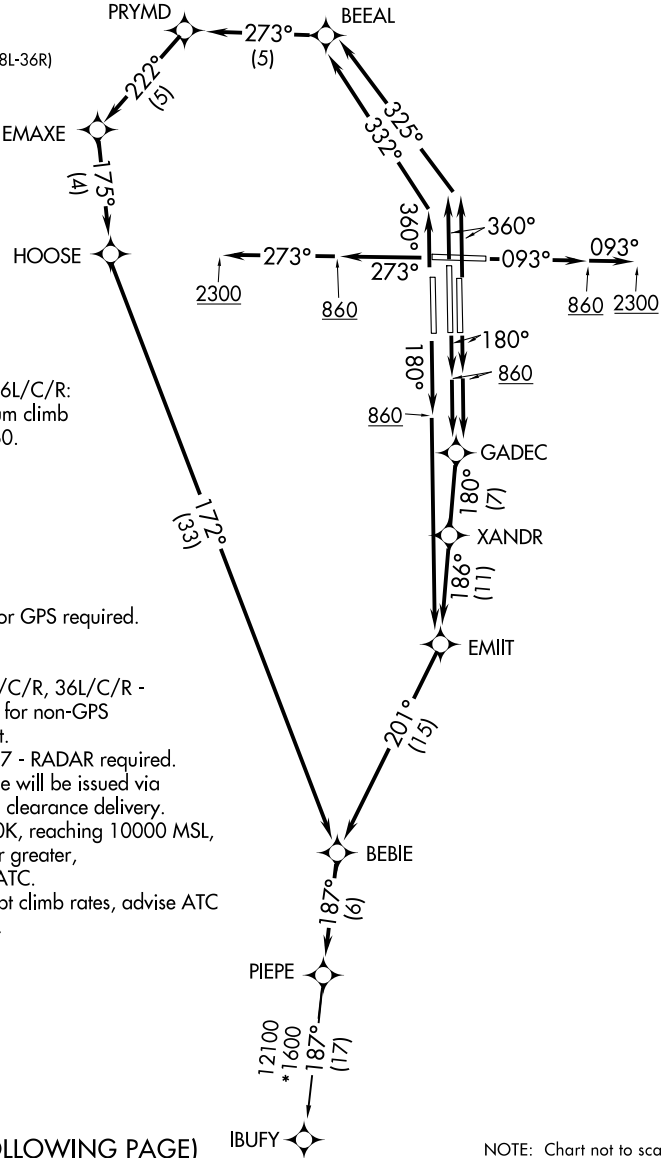 PRYMD
BEEAL
273°
(5)
8L-36R)
222°
(5)
EMAXE
325°
332°
175°
(4)
360°
360°
HOOSE
273°
273°
093°
093°
2300
860
860
2300
180°
180°
6L/C/R:
um climb
60.
860
860
GADEC
180°
(7)
172°
(33)
XANDR
186°
(11)
or GPS required.
EMIIT
/C/R, 36L/C/R -
for non-GPS
t.
7 - RADAR required.
e will be issued via
clearance delivery.
0K, reaching 10000 MSL,
r greater,
ATC.
pt climb rates, advise ATC
.
201°
(15)
BEBIE
187°
(6)
PIEPE
12100
*1600
187°
(17)
IBUFY
OLLOWING PAGE)
NOTE: Chart not to sca